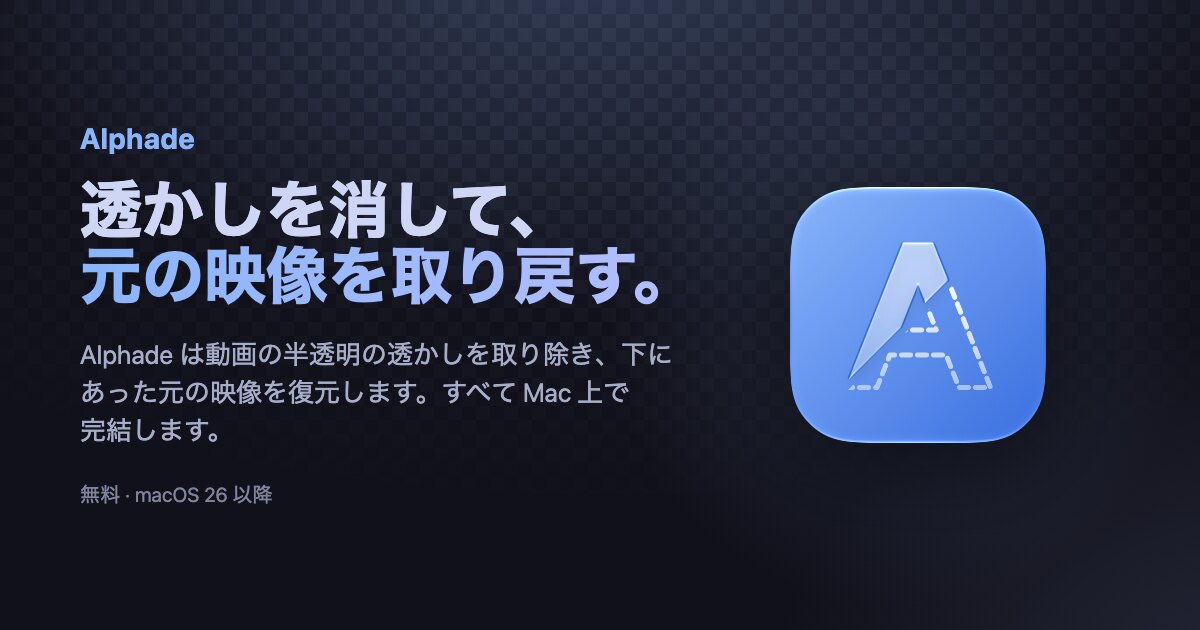 Alphade
透かしを消して、
元の映像を取り戻す。
Alphade は動画の半透明の透かしを取り除き、下に
あった元の映像を復元します。すべて Mac 上で
完結します。
無料 · macOS 26 以降